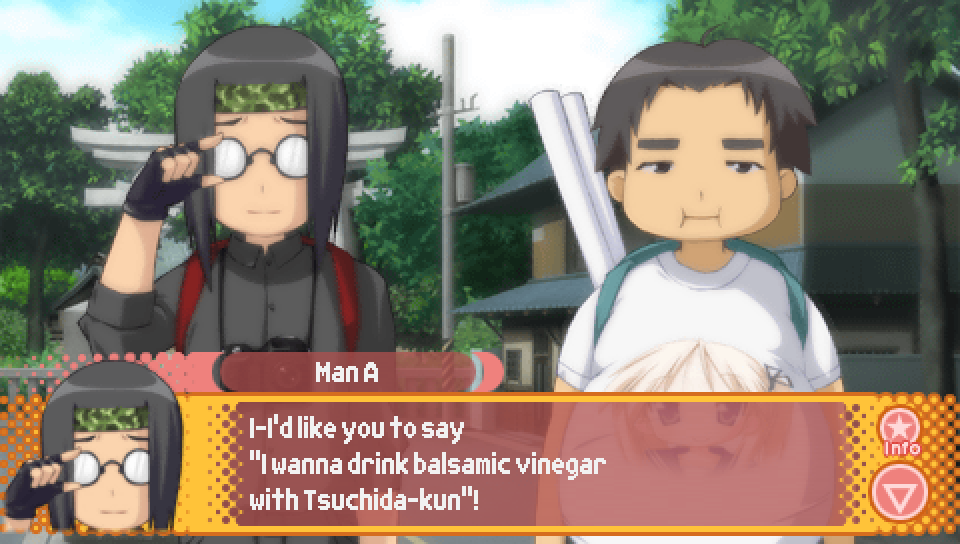 Man A
I-I'd like you to say
"I wanna drink balsamic vinegar
with Tsuchida-kun"!
Info